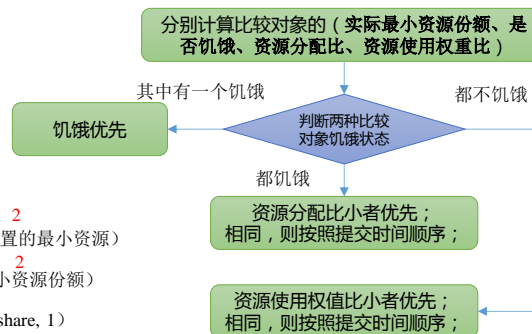 分别计算比较对象的（实际最小资源份额、是
否饥饿、资源分配比、资源使用权重比）
其中有一个饥饿
都不饥饿
饥饿优先
判断两种比较
对象饥饿状态
都饥饿
资源分配比小者优先；
相同，则按照提交时间顺序；
2
置的最小资源）
2
小资源份额）
share, 1）
资源使用权值比小者优先；
相同，则按照提交时间顺序；